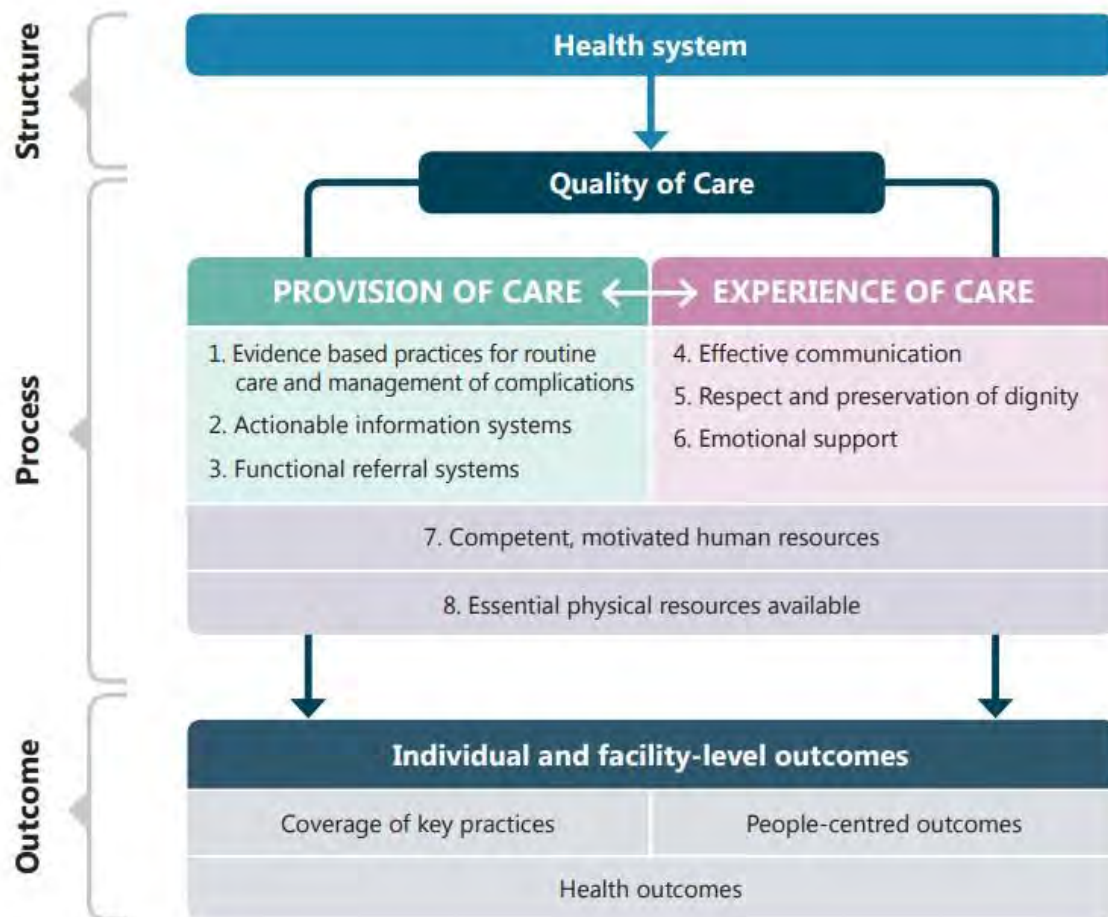 Structure
Health system
Quality of Care
Process
PROVISION OF CARE
EXPERIENCE OF CARE
1. Evidence based practices for routine
care and management of complications
2. Actionable information systems
3. Functional referral systems
4. Effective communication
5. Respect and preservation of dignity
6. Emotional support
7. Competent, motivated human resources
8. Essential physical resources available
Outcome
Individual and facility-level outcomes
Coverage of key practices
People-centred outcomes
Health outcomes